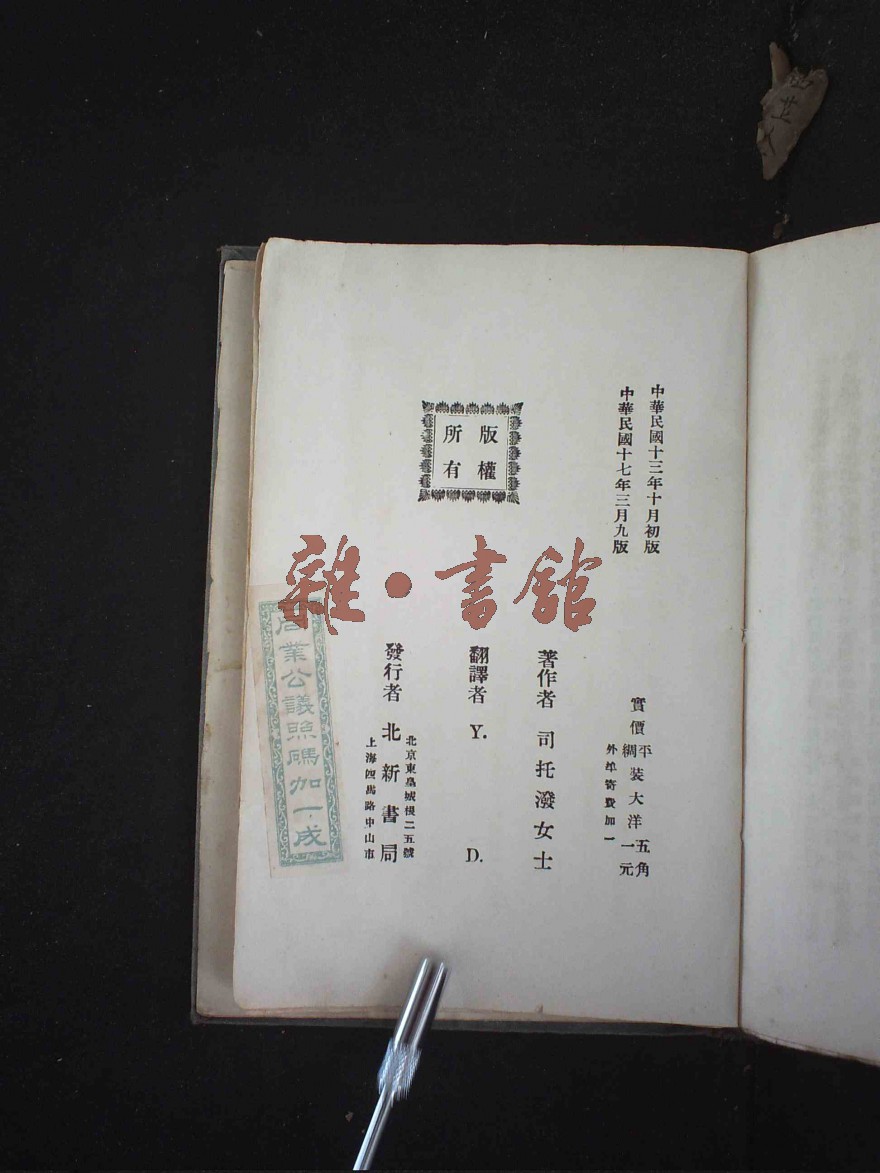 中華民國十三年十月初版
中華民國十七年三月九版
實價
平裝大洋五角
綢裝大洋一元
外埠寄費加一
著作者 司托潑女士
翻譯者 Y. D.
發行者 北新書局
北京東皇城根二五號
上海四馬路中山市
版權
所有
雜·書館
同業公議照碼加一成